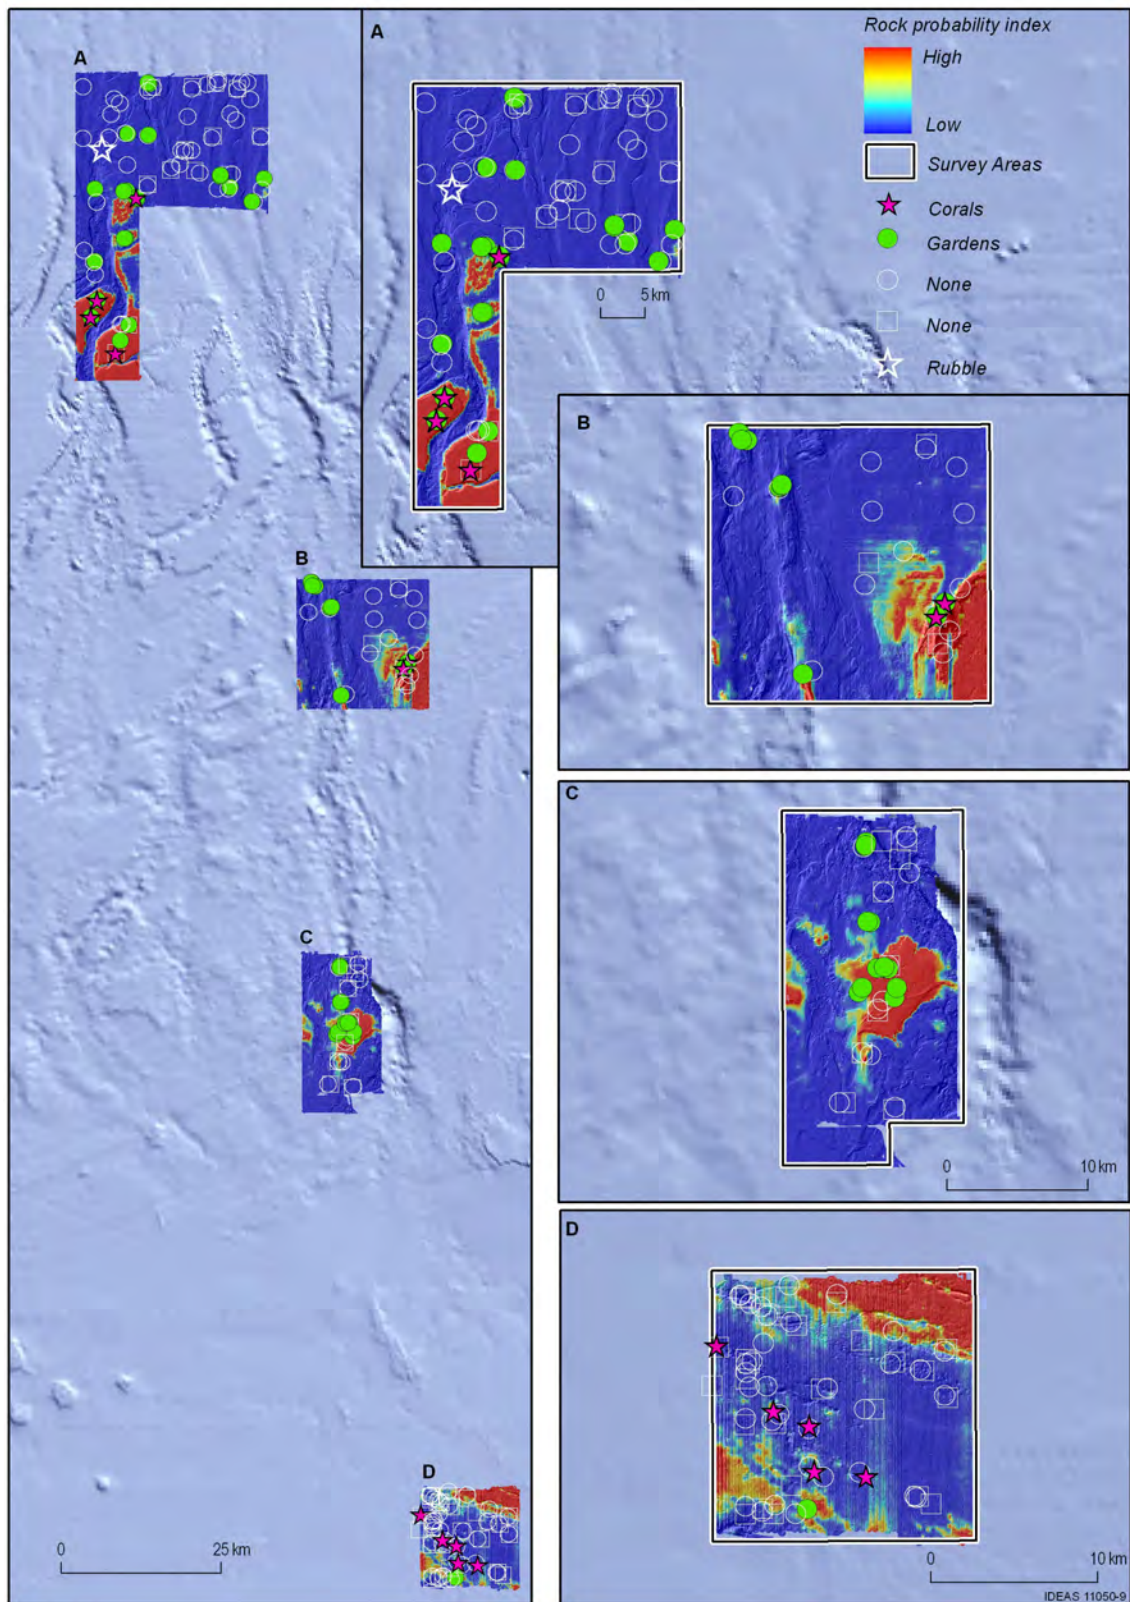 A
A
Rock probability index
High
Low
Survey Areas
Corals
Gardens
None
None
Rubble
0 5 km
B
B
C
C
0 10 km
D
D
0 25 km
0 10 km
IDEAS 11050-9